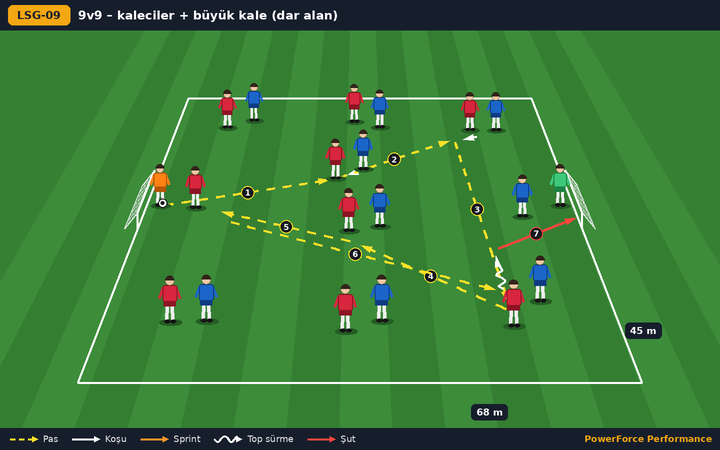 LSG-09 9v9 – kaleciler + büyük kale (dar alan)
2
1
3
5
7
6
4
45 m
68 m
Pas Koşu Sprint Top sürme Şut PowerForce Performance